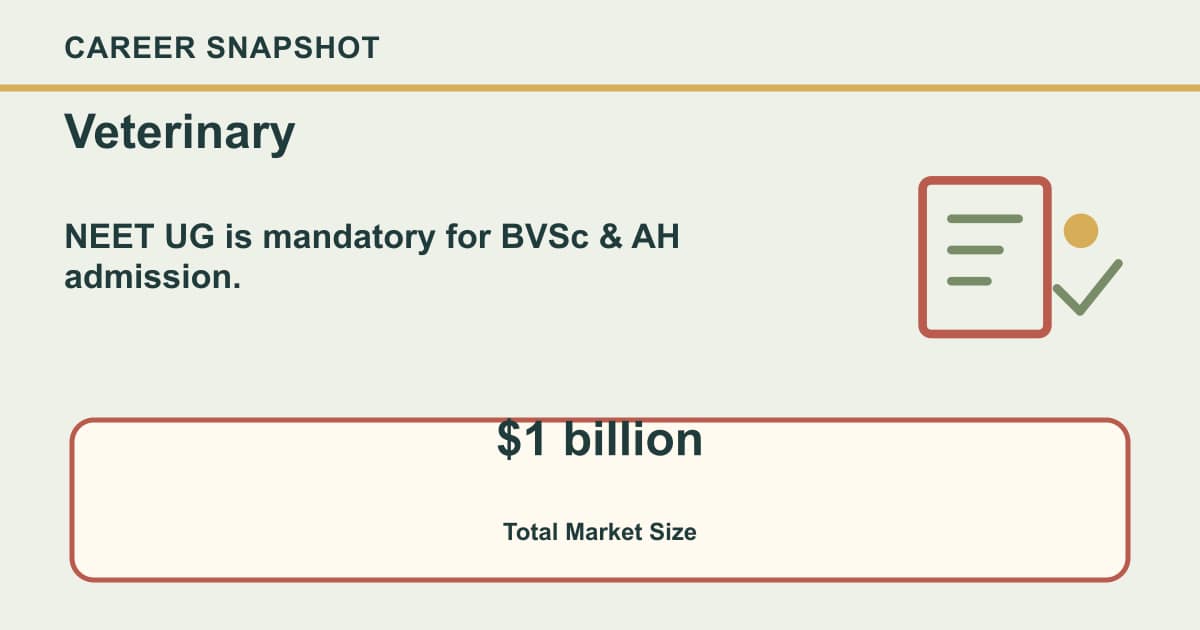 CAREER SNAPSHOT
Veterinary
NEET UG is mandatory for BVSc & AH
admission.
$1 billion
Total Market Size